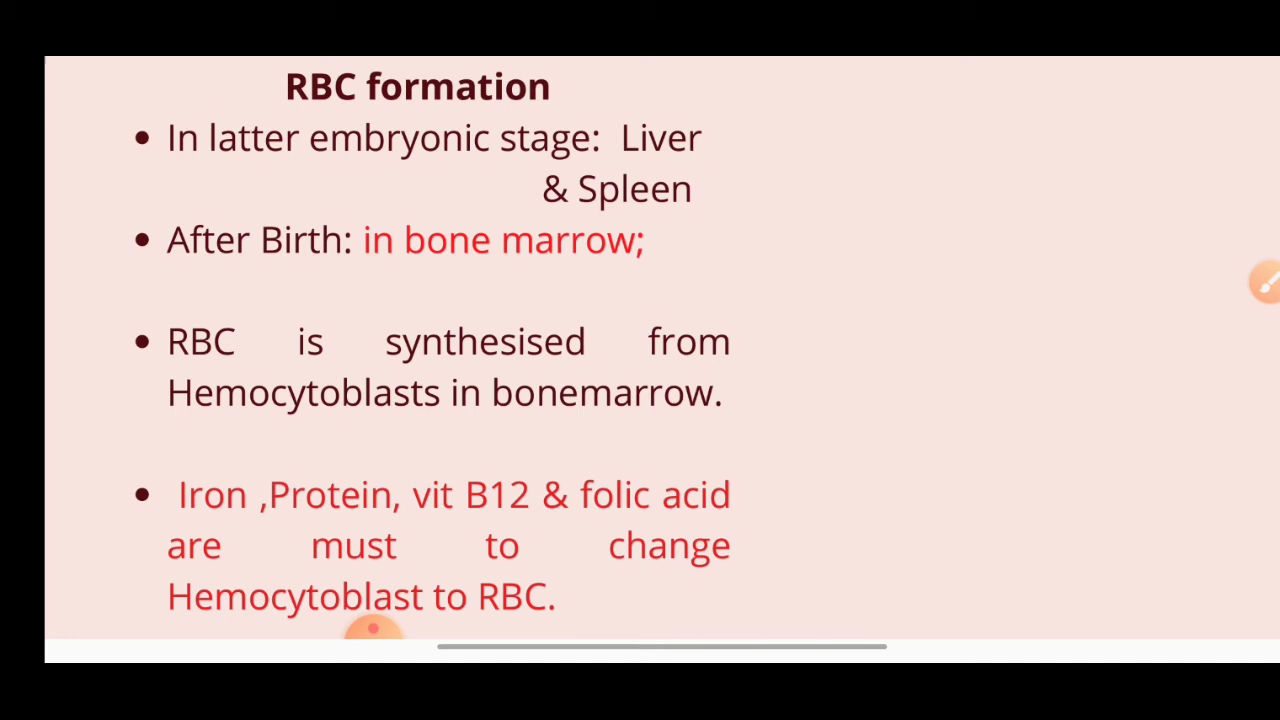 RBC formation
• In latter embryonic stage: Liver
& Spleen
• After Birth: in bone marrow;
• RBC is synthesised from
Hemocytoblasts in bonemarrow.
• Iron ,Protein, vit B12 & folic acid
are must to change
Hemocytoblast to RBC.